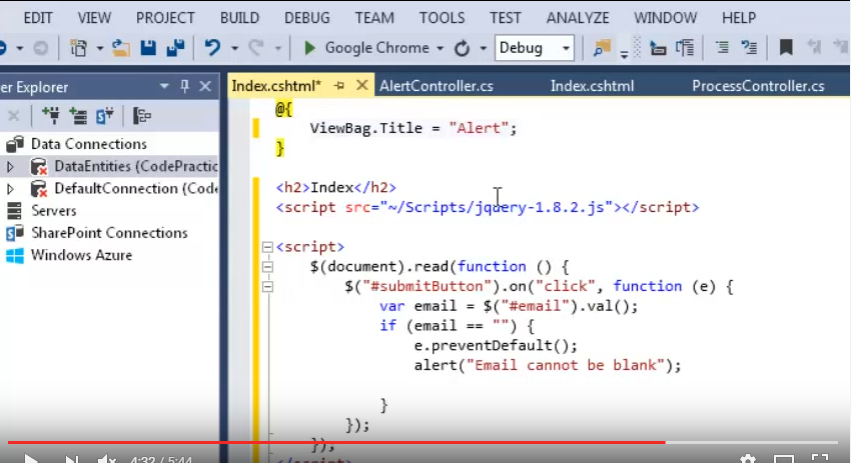 EDIT VIEW PROJECT BUILD DEBUG TEAM TOOLS TEST ANALYZE WINDOW HELP
Google Chrome Debug
er Explorer
Index.cshtml* AlertController.cs Index.cshtml ProcessController.cs
Data Connections
DataEntities (CodePractic
DefaultConnection (Code
Servers
SharePoint Connections
Windows Azure
@{
ViewBag.Title = "Alert";
}
<h2>Index</h2>
<script src="~/Scripts/jquery-1.8.2.js"></script>
<script>
$(document).read(function () {
$("#submitButton").on("click", function (e) {
var email = $("#email").val();
if (email == "") {
e.preventDefault();
alert("Email cannot be blank");
}
});
});
</script>
4:32 / 5:44